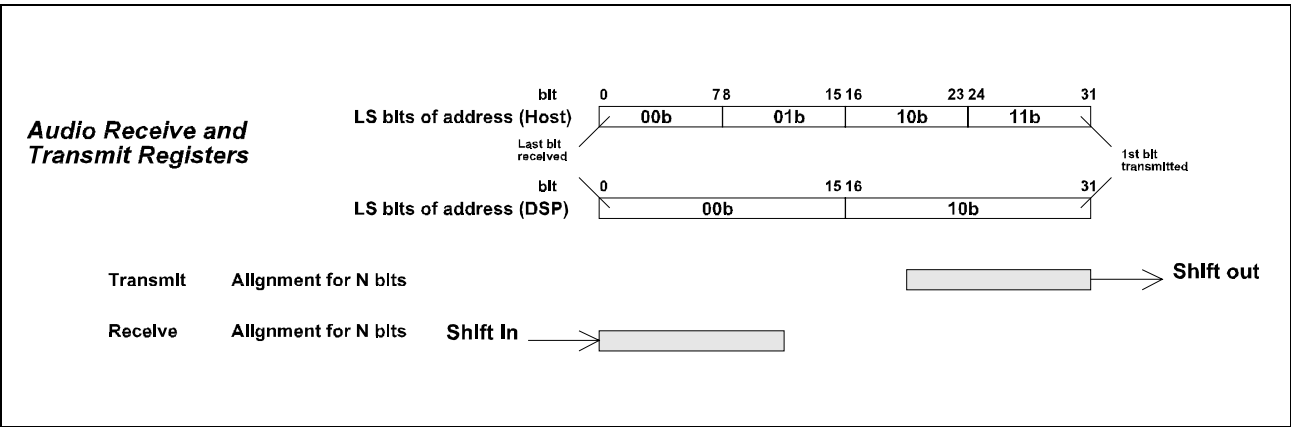 bit 0 7 8 15 16 23 24 31
LS bits of address (Host) 00b 01b 10b 11b
Audio Receive and
Transmit Registers
Last bit
received
1st bit
transmitted
bit 0 15 16 31
LS bits of address (DSP) 00b 10b
Transmit Alignment for N bits Shift out
Receive Alignment for N bits Shift In